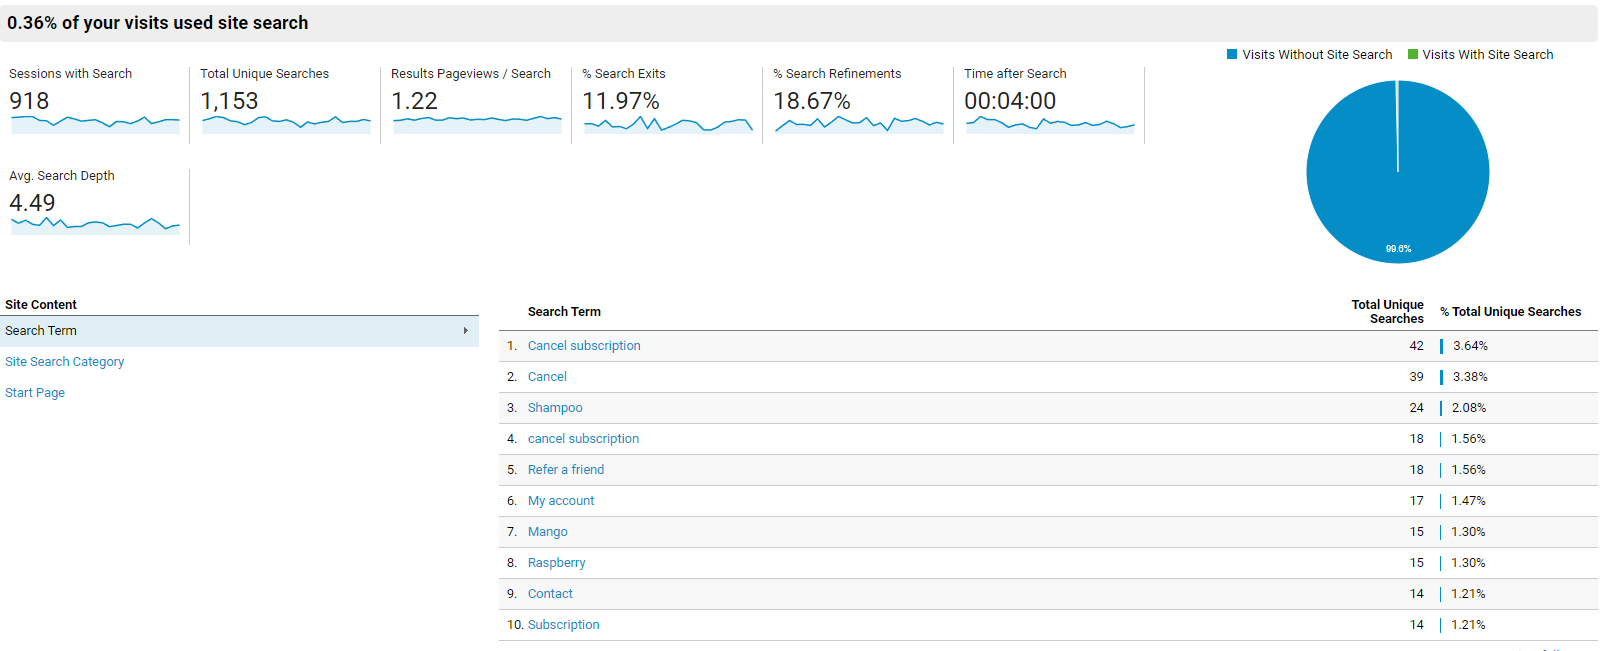 0.36% of your visits used site search
Visits Without Site Search
Visits With Site Search
Sessions with Search
918
Total Unique Searches
1,153
Results Pageviews / Search
1.22
% Search Exits
11.97%
% Search Refinements
18.67%
Time after Search
00:04:00
Avg. Search Depth
4.49
99.6%
Site Content
Search Term
Site Search Category
Start Page
Search Term Total Unique Searches % Total Unique Searches
1. Cancel subscription 42 3.64%
2. Cancel 39 3.38%
3. Shampoo 24 2.08%
4. cancel subscription 18 1.56%
5. Refer a friend 18 1.56%
6. My account 17 1.47%
7. Mango 15 1.30%
8. Raspberry 15 1.30%
9. Contact 14 1.21%
10. Subscription 14 1.21%